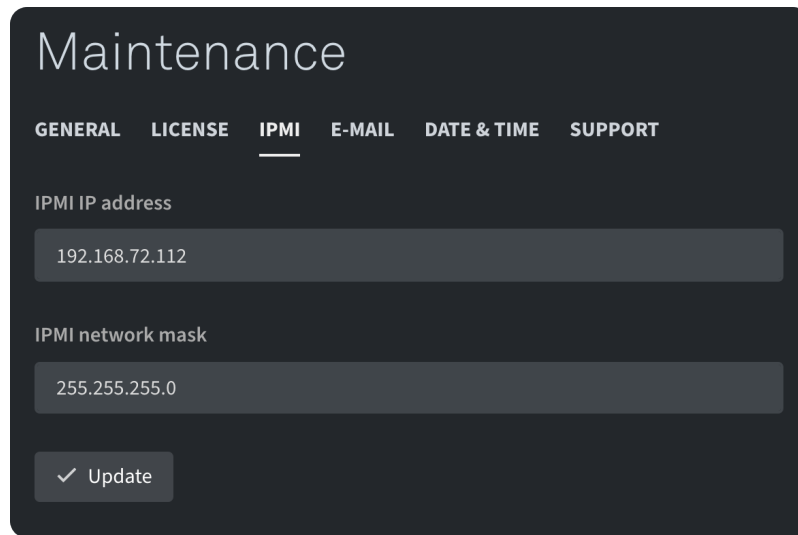 Maintenance
GENERAL LICENSE IPMI E-MAIL DATE & TIME SUPPORT
IPMI IP address
192.168.72.112
IPMI network mask
255.255.255.0
Update